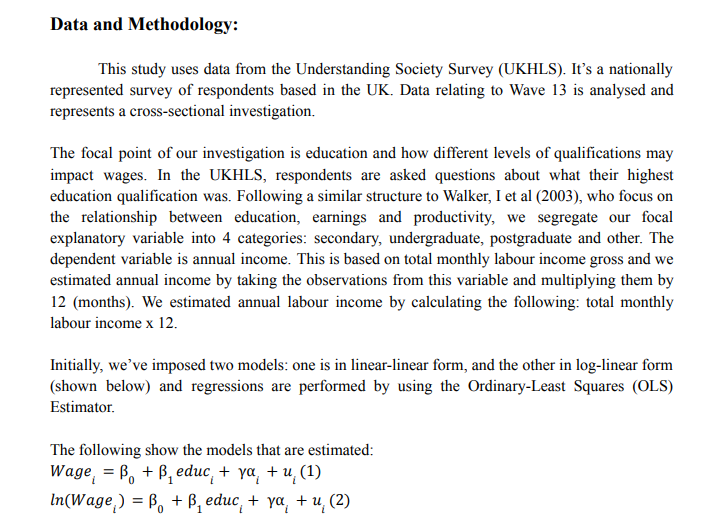 Data and Methodology:
This study uses data from the Understanding Society Survey (UKHLS). It's a nationally
represented survey of respondents based in the UK. Data relating to Wave 13 is analysed and
represents a cross-sectional investigation.
The focal point of our investigation is education and how different levels of qualifications may
impact wages. In the UKHLS, respondents are asked questions about what their highest
education qualification was. Following a similar structure to Walker, I et al (2003), who focus on
the relationship between education, earnings and productivity, we segregate our focal
explanatory variable into 4 categories: secondary, undergraduate, postgraduate and other. The
dependent variable is annual income. This is based on total monthly labour income gross and we
estimated annual income by taking the observations from this variable and multiplying them by
12 (months). We estimated annual labour income by calculating the following: total monthly
labour income x 12.
Initially, we've imposed two models: one is in linear-linear form, and the other in log-linear form
(shown below) and regressions are performed by using the Ordinary-Least Squares (OLS)
Estimator.
The following show the models that are estimated:
Wage_i = β_0 + β_1 educ_i + γα_i + u_i (1)
ln(Wage_i) = β_0 + β_1 educ_i + γα_i + u_i (2)